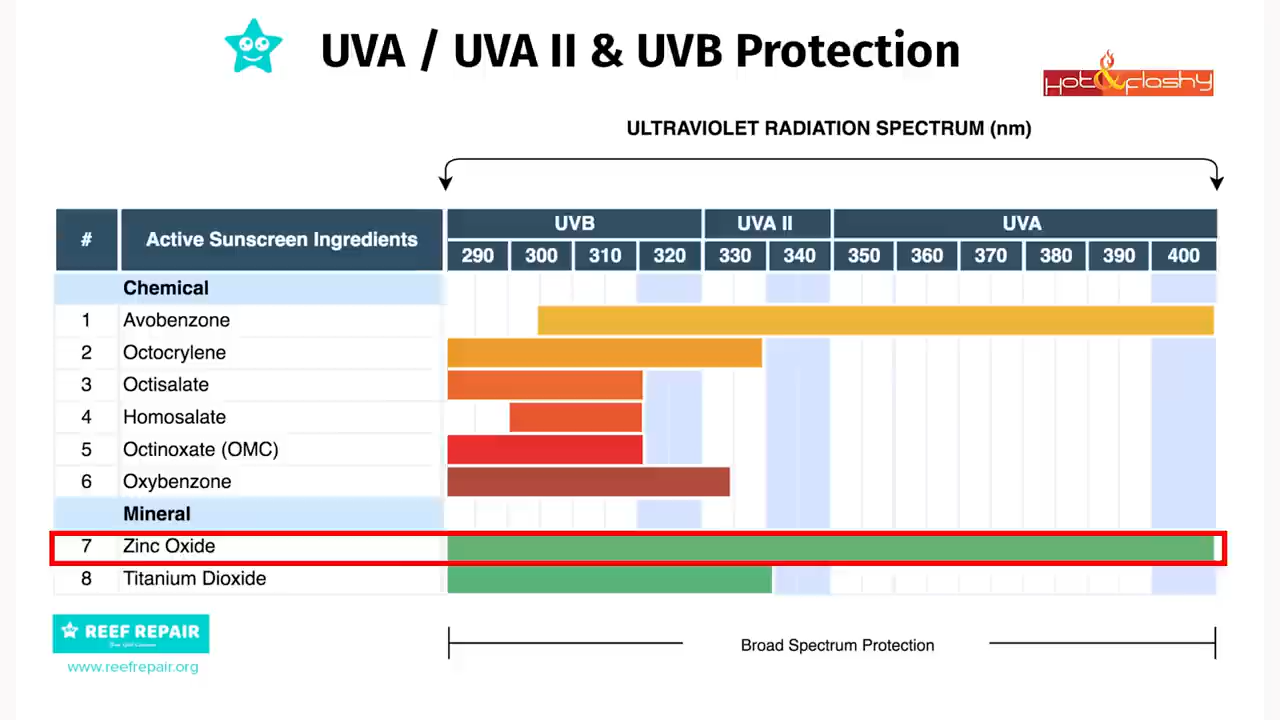 UVA / UVA II & UVB Protection
Hot & Flashy
ULTRAVIOLET RADIATION SPECTRUM (nm)
# Active Sunscreen Ingredients UVB UVA II UVA
290 300 310 320 330 340 350 360 370 380 390 400
Chemical
1 Avobenzone
2 Octocrylene
3 Octisalate
4 Homosalate
5 Octinoxate (OMC)
6 Oxybenzone
Mineral
7 Zinc Oxide
8 Titanium Dioxide
REEF REPAIR
www.reefrepair.org
Broad Spectrum Protection